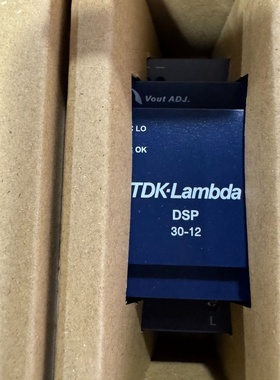 Vout ADJ.
C LO
C OK
TDK-Lambda
DSP
30-12
L